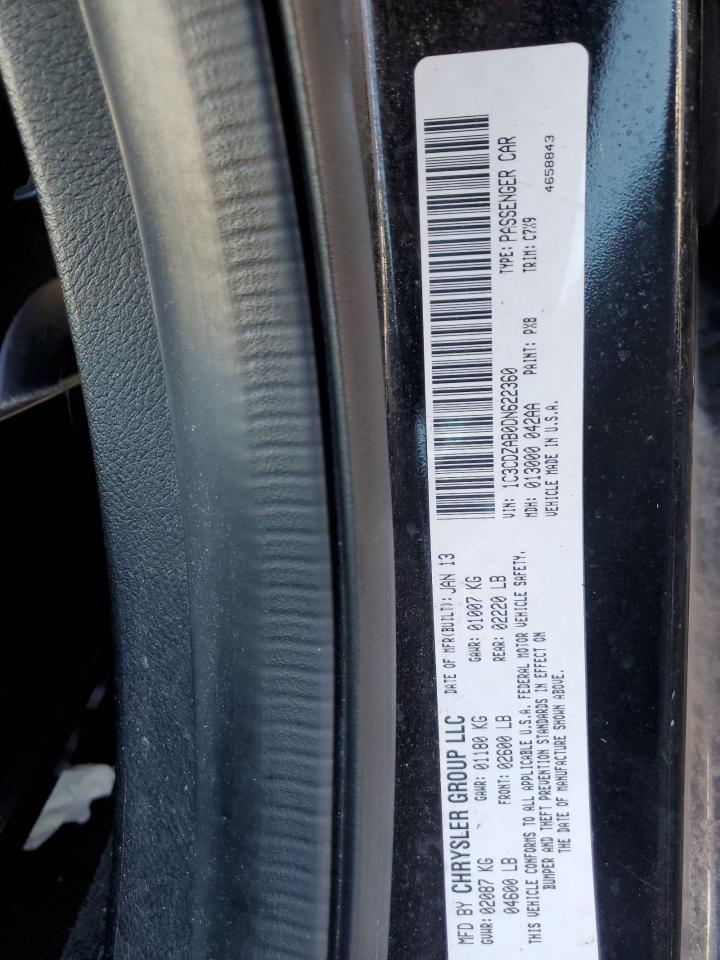 MFD BY CHRYSLER GROUP LLC DATE OF MFR(BUILT): JAN 13
GVWR: 02087 KG GAWR: 01180 KG GAWR: 01007 KG
04600 LB FRONT: 02600 LB REAR: 02220 LB
THIS VEHICLE CONFORMS TO ALL APPLICABLE U.S.A. FEDERAL MOTOR VEHICLE SAFETY,
BUMPER AND THEFT PREVENTION STANDARDS IN EFFECT ON
THE DATE OF MANUFACTURE SHOWN ABOVE.
VIN: 1C3CDZAB0DN622360 TYPE: PASSENGER CAR
MDH: 013000 042AA PAINT: PX8 TRIM: C7X9
VEHICLE MADE IN U.S.A. 4658843